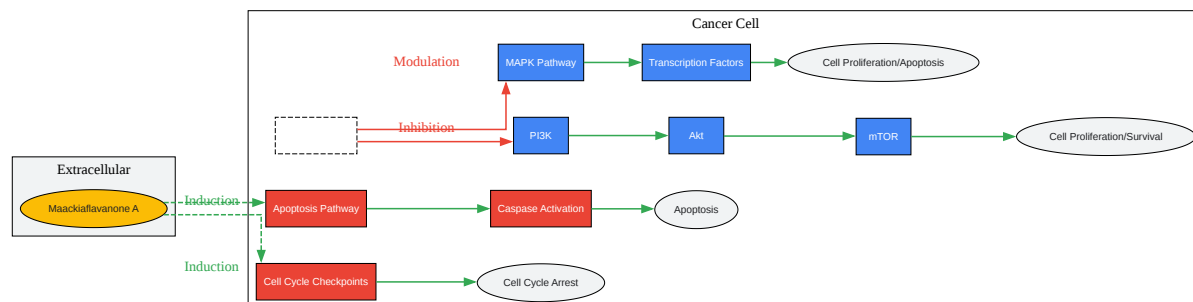 Cancer Cell
Modulation
MAPK Pathway
Transcription Factors
Cell Proliferation/Apoptosis
Inhibition
PI3K
Akt
mTOR
Cell Proliferation/Survival
Extracellular
Maackiaflavanone A
Induction
Apoptosis Pathway
Caspase Activation
Apoptosis
Induction
Cell Cycle Checkpoints
Cell Cycle Arrest